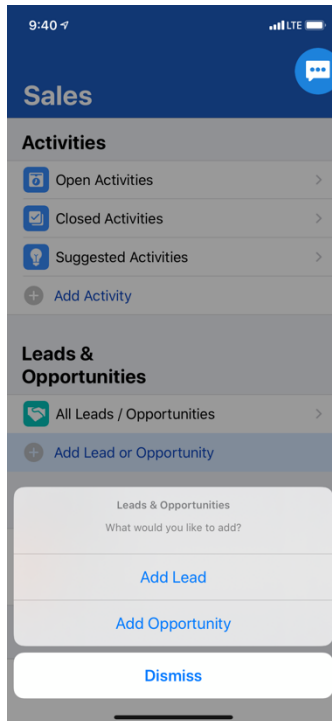 9:40
LTE
Sales
Activities
Open Activities
Closed Activities
Suggested Activities
Add Activity
Leads &
Opportunities
All Leads / Opportunities
Add Lead or Opportunity
Leads & Opportunities
What would you like to add?
Add Lead
Add Opportunity
Dismiss